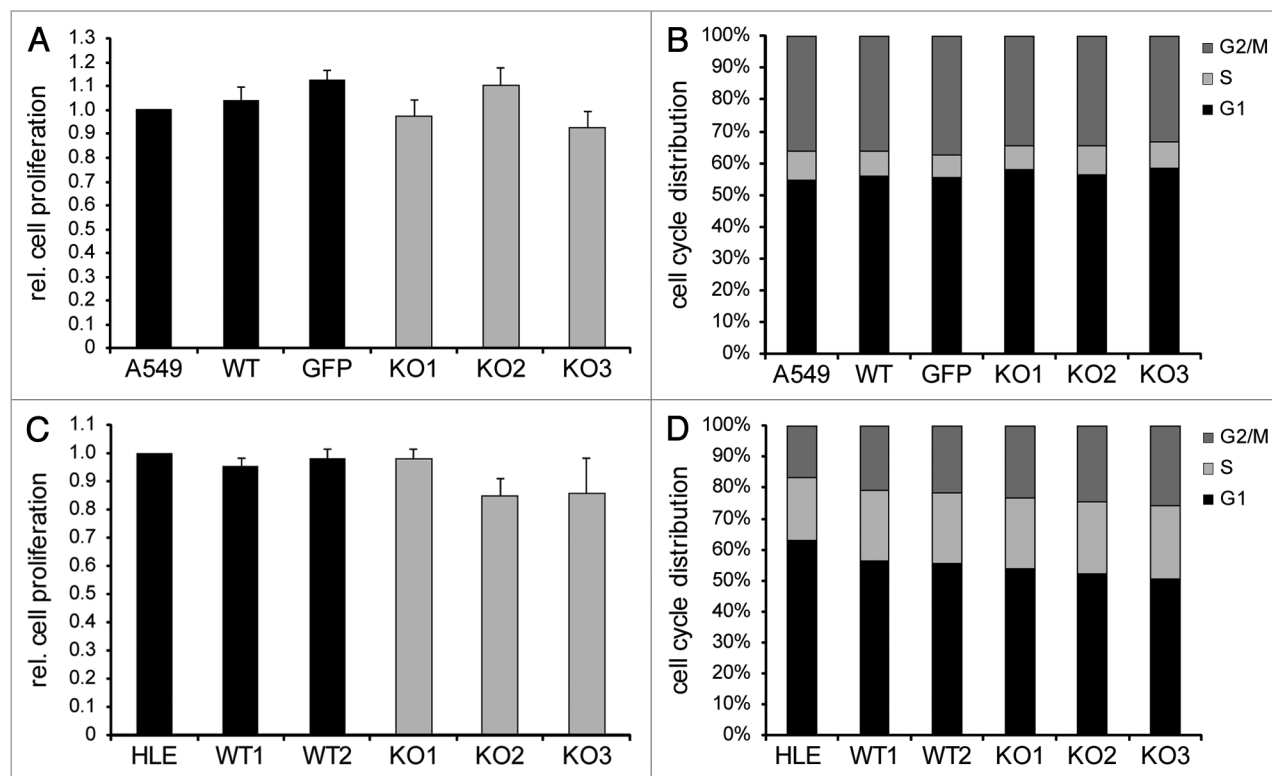 A
rel. cell proliferation
1.3
1.2
1.1
1.0
0.9
0.8
0.7
0.6
0.5
0.4
0.3
0.2
0.1
0
A549 WT GFP KO1 KO2 KO3
B
cell cycle distribution
100%
90%
80%
70%
60%
50%
40%
30%
20%
10%
0%
A549 WT GFP KO1 KO2 KO3
G2/M
S
G1
C
rel. cell proliferation
1.1
1.0
0.9
0.8
0.7
0.6
0.5
0.4
0.3
0.2
0.1
0
HLE WT1 WT2 KO1 KO2 KO3
D
cell cycle distribution
100%
90%
80%
70%
60%
50%
40%
30%
20%
10%
0%
HLE WT1 WT2 KO1 KO2 KO3
G2/M
S
G1